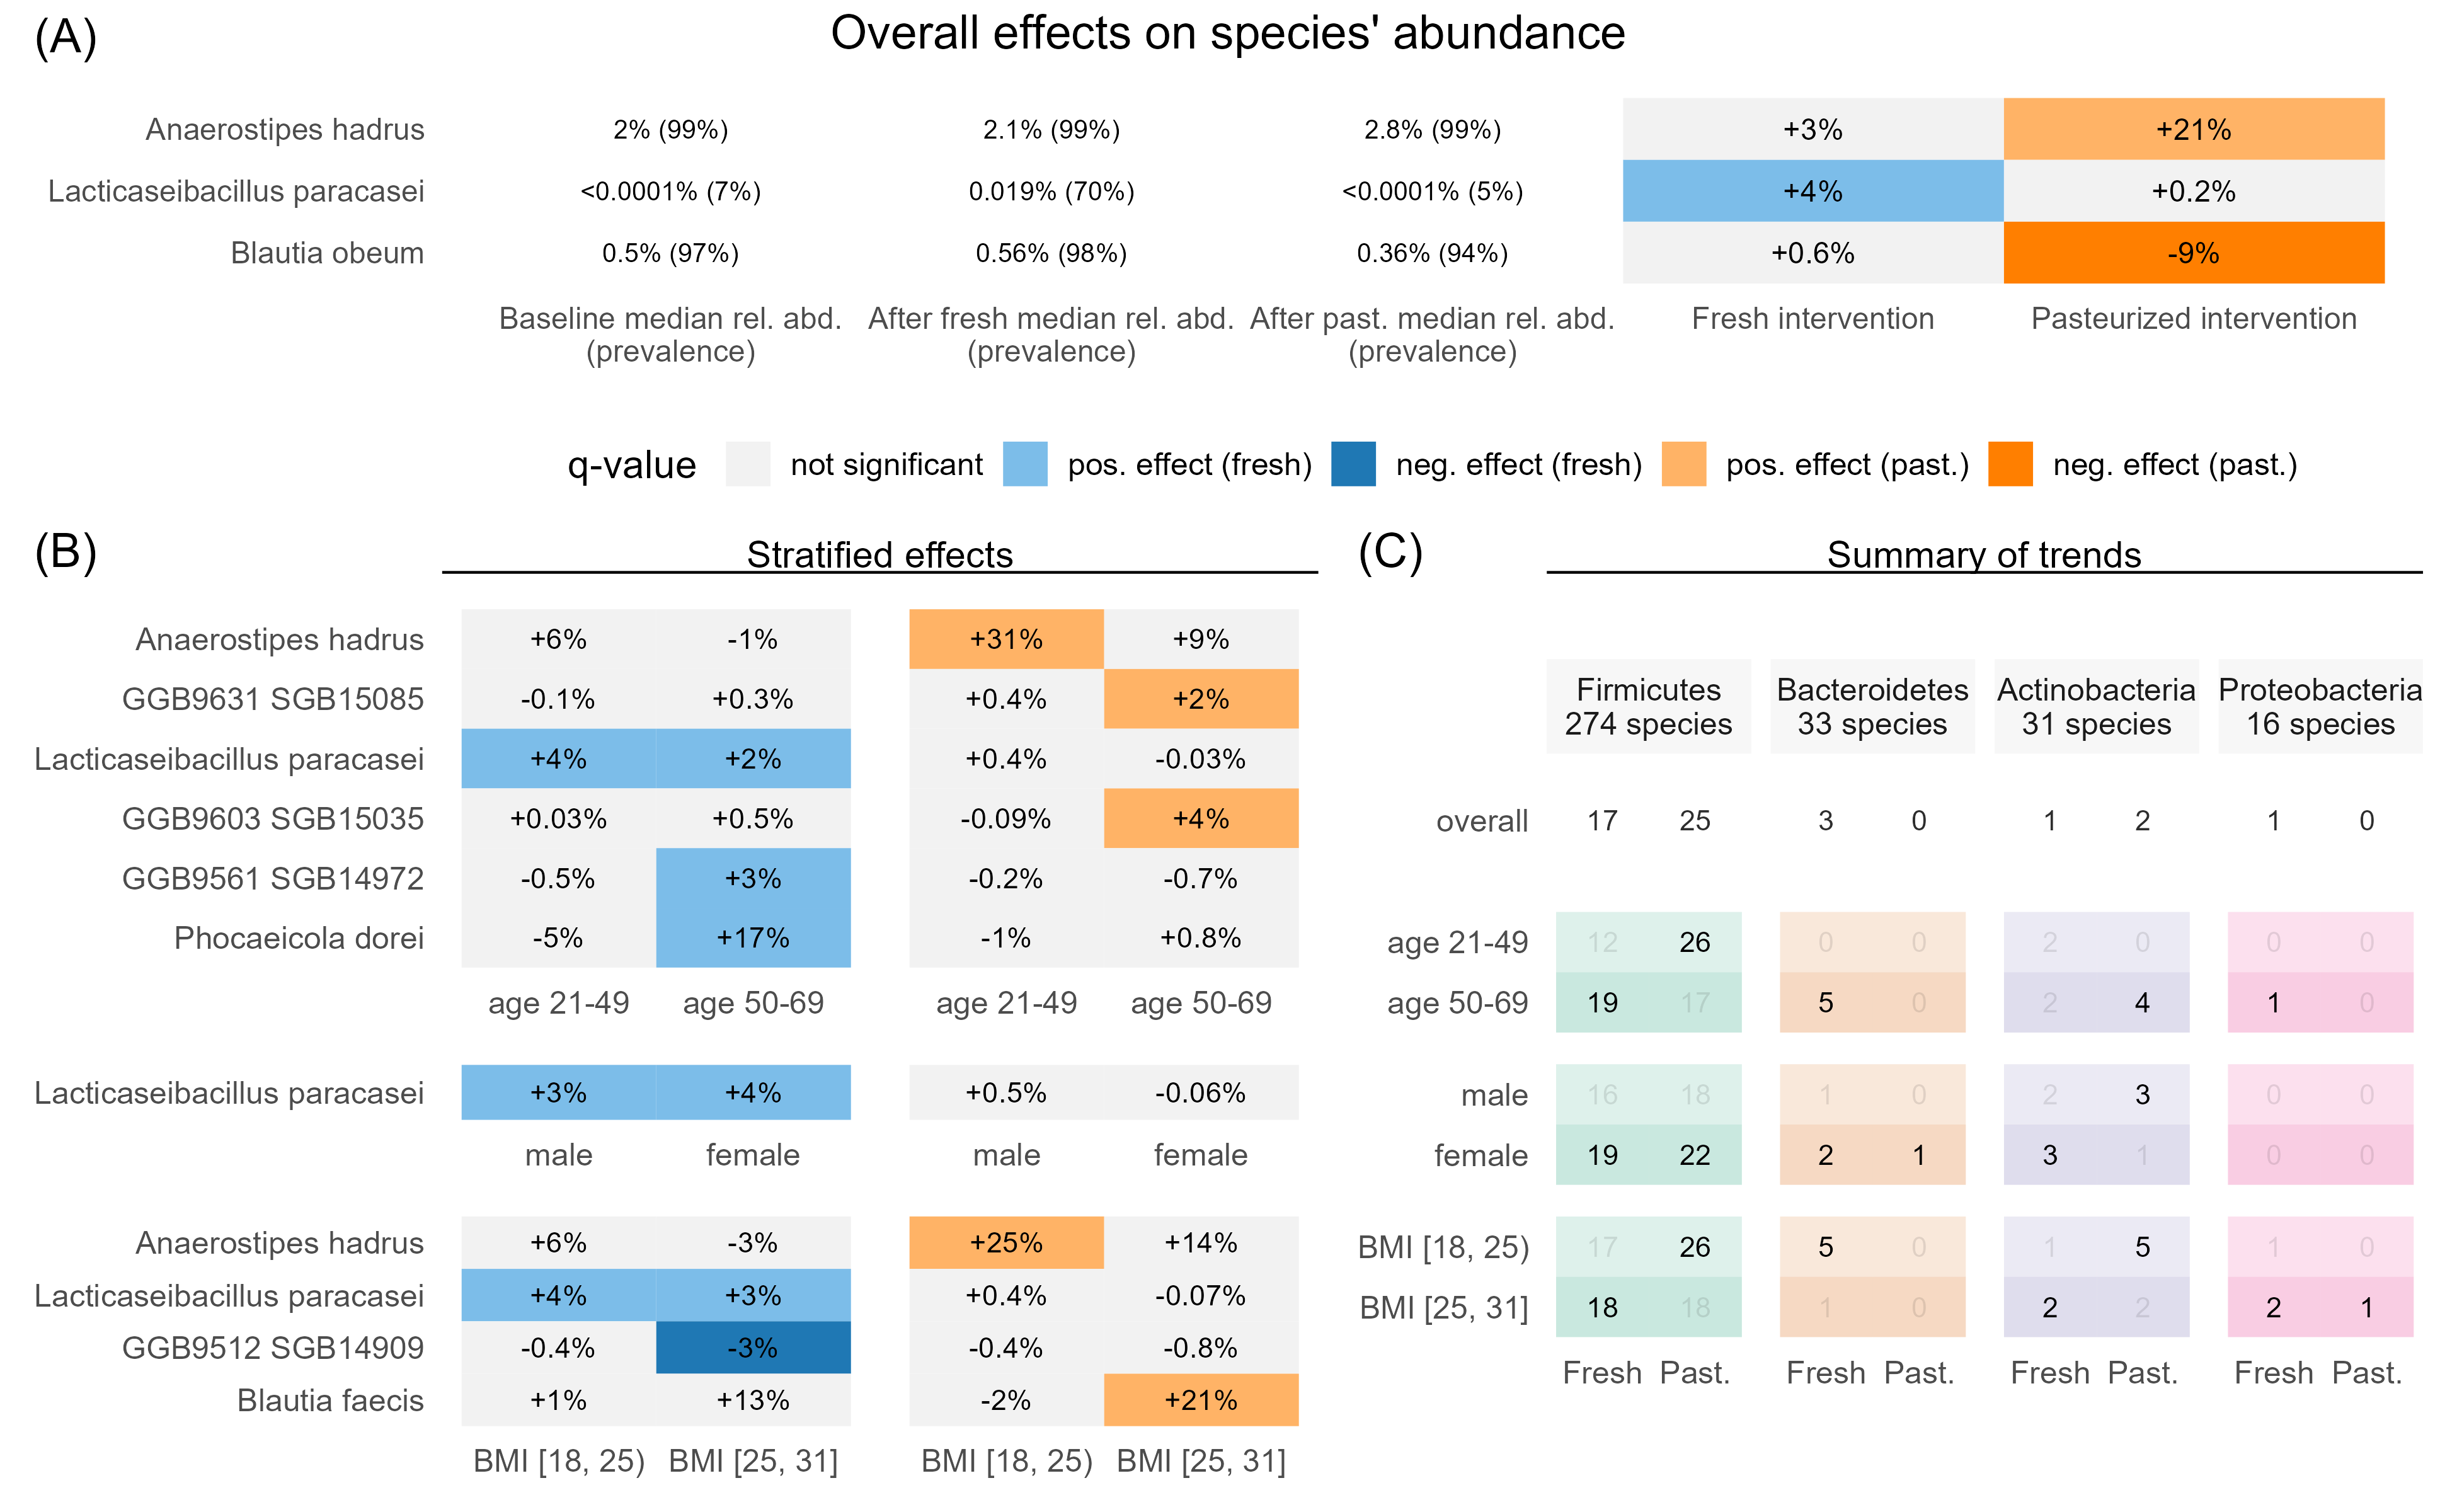 (A)
Overall effects on species' abundance
Anaerostipes hadrus 2% (99%) 2.1% (99%) 2.8% (99%) +3% +21%
Lacticaseibacillus paracasei <0.0001% (7%) 0.019% (70%) <0.0001% (5%) +4% +0.2%
Blautia obeum 0.5% (97%) 0.56% (98%) 0.36% (94%) +0.6% -9%
Baseline median rel. abd. After fresh median rel. abd. After past. median rel. abd. Fresh intervention Pasteurized intervention
(prevalence) (prevalence) (prevalence)
q-value not significant pos. effect (fresh) neg. effect (fresh) pos. effect (past.) neg. effect (past.)
(B)
Stratified effects
Anaerostipes hadrus +6% -1% +31% +9%
GGB9631 SGB15085 -0.1% +0.3% +0.4% +2%
Lacticaseibacillus paracasei +4% +2% +0.4% -0.03%
GGB9603 SGB15035 +0.03% +0.5% -0.09% +4%
GGB9561 SGB14972 -0.5% +3% -0.2% -0.7%
Phocaeicola dorei -5% +17% -1% +0.8%
age 21-49 age 50-69 age 21-49 age 50-69
Lacticaseibacillus paracasei +3% +4% +0.5% -0.06%
male female male female
Anaerostipes hadrus +6% -3% +25% +14%
Lacticaseibacillus paracasei +4% +3% +0.4% -0.07%
GGB9512 SGB14909 -0.4% -3% -0.4% -0.8%
Blautia faecis +1% +13% -2% +21%
BMI [18, 25) BMI [25, 31] BMI [18, 25) BMI [25, 31]
(C)
Summary of trends
Firmicutes Bacteroidetes Actinobacteria Proteobacteria
274 species 33 species 31 species 16 species
overall 17 25 3 0 1 2 1 0
age 21-49 12 26 0 0 2 0 0 0
age 50-69 19 17 5 0 2 4 1 0
male 16 18 1 0 2 3 0 0
female 19 22 2 1 3 1 0 0
BMI [18, 25) 17 26 5 0 1 5 1 0
BMI [25, 31] 18 18 1 0 2 2 2 1
Fresh Past. Fresh Past. Fresh Past. Fresh Past.